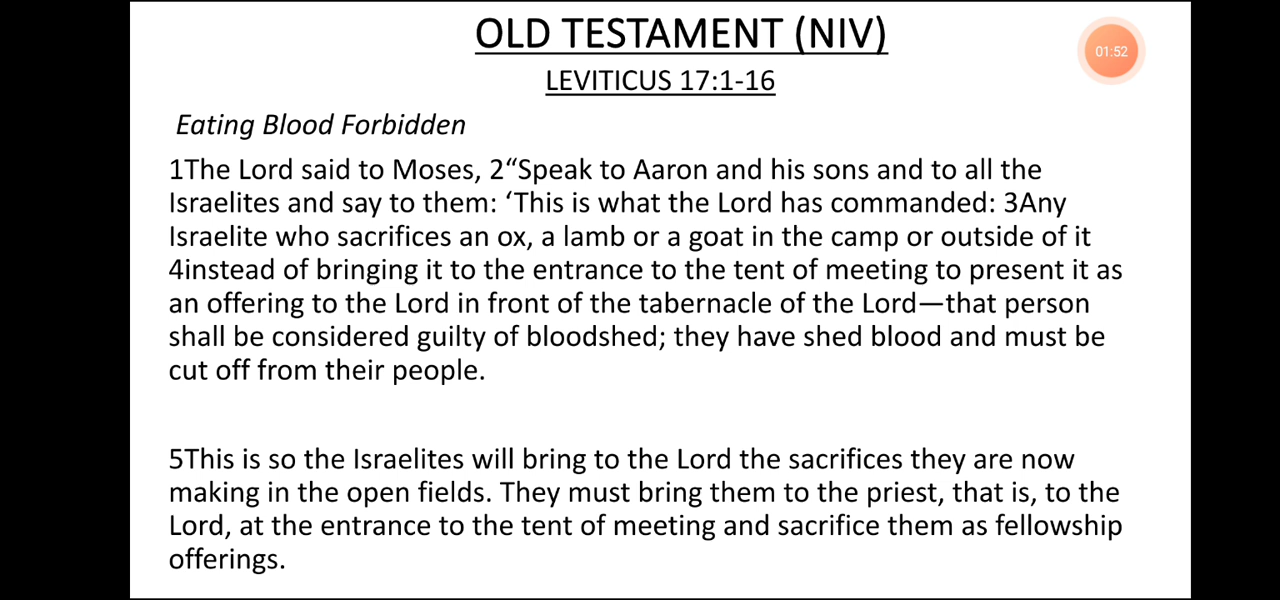 OLD TESTAMENT (NIV)
01:52
LEVITICUS 17:1-16
Eating Blood Forbidden
1The Lord said to Moses, 2“Speak to Aaron and his sons and to all the
Israelites and say to them: ‘This is what the Lord has commanded: 3Any
Israelite who sacrifices an ox, a lamb or a goat in the camp or outside of it
4instead of bringing it to the entrance to the tent of meeting to present it as
an offering to the Lord in front of the tabernacle of the Lord—that person
shall be considered guilty of bloodshed; they have shed blood and must be
cut off from their people.
5This is so the Israelites will bring to the Lord the sacrifices they are now
making in the open fields. They must bring them to the priest, that is, to the
Lord, at the entrance to the tent of meeting and sacrifice them as fellowship
offerings.